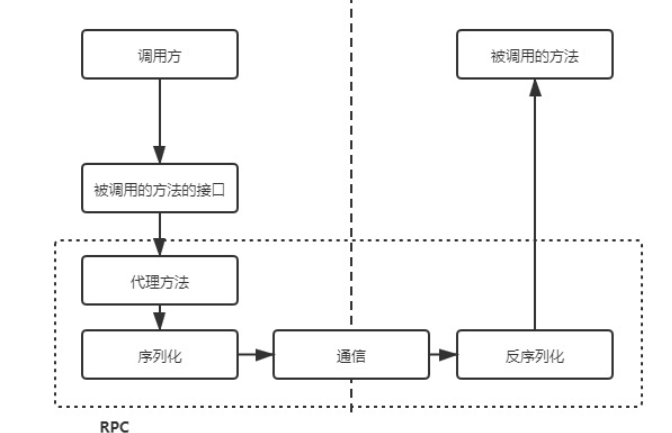 调用方
被调用的方法
被调用的方法的接口
代理方法
序列化
通信
反序列化
RPC